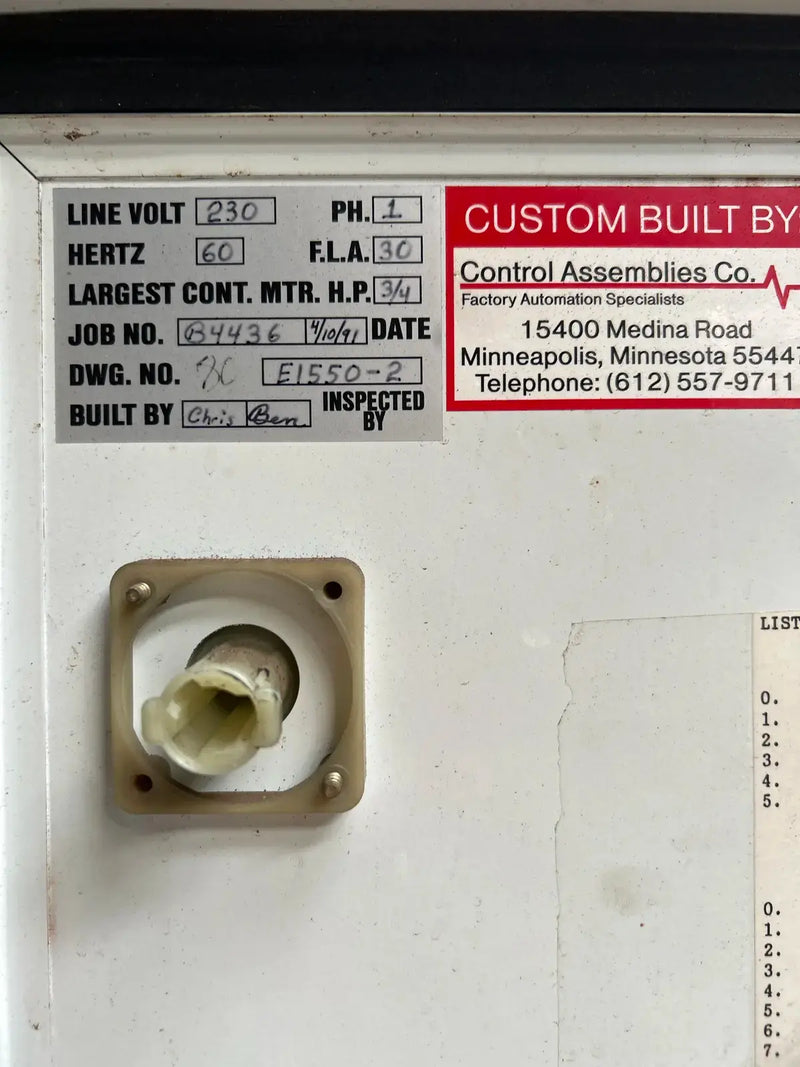 LINE VOLT 230 PH. 1
HERTZ 60 F.L.A. 30
LARGEST CONT. MTR. H.P. 3/4
JOB NO. B4436 4/10/91 DATE
DWG. NO. E1550-2
BUILT BY Chris Ben INSPECTED BY
CUSTOM BUILT BY
Control Assemblies Co.
Factory Automation Specialists
15400 Medina Road
Minneapolis, Minnesota 55447
Telephone: (612) 557-9711
LIST
0.
1.
2.
3.
4.
5.
0.
1.
2.
3.
4.
5.
6.
7.